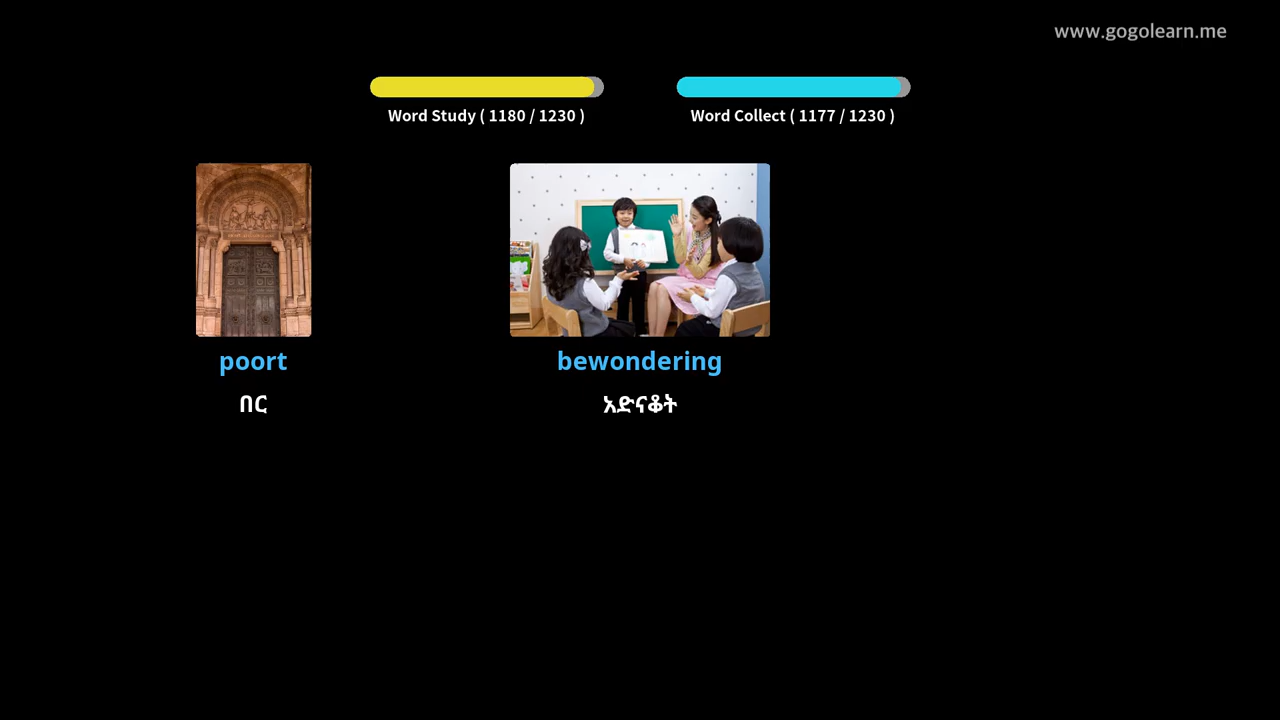 www.gogolearn.me
Word Study ( 1180 / 1230 )
Word Collect ( 1177 / 1230 )
poort
bewondering
በር
አድናቆት